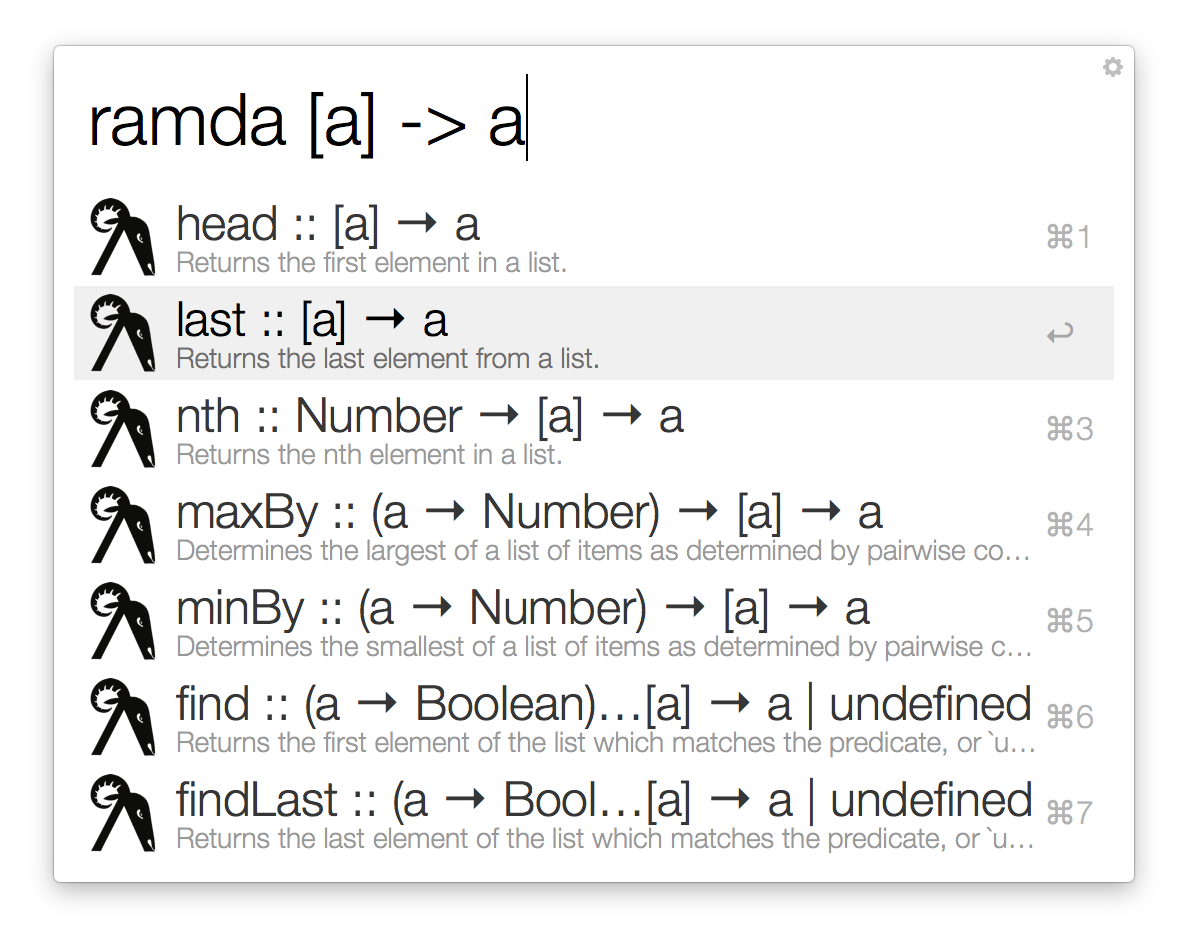 ramda [a] -> a
head :: [a] → a
Returns the first element in a list.
⌘1
last :: [a] → a
Returns the last element from a list.
↩
nth :: Number → [a] → a
Returns the nth element in a list.
⌘3
maxBy :: (a → Number) → [a] → a
Determines the largest of a list of items as determined by pairwise co…
⌘4
minBy :: (a → Number) → [a] → a
Determines the smallest of a list of items as determined by pairwise c…
⌘5
find :: (a → Boolean)…[a] → a | undefined
Returns the first element of the list which matches the predicate, or `u…
⌘6
findLast :: (a → Bool…[a] → a | undefined
Returns the last element of the list which matches the predicate, or `u…
⌘7